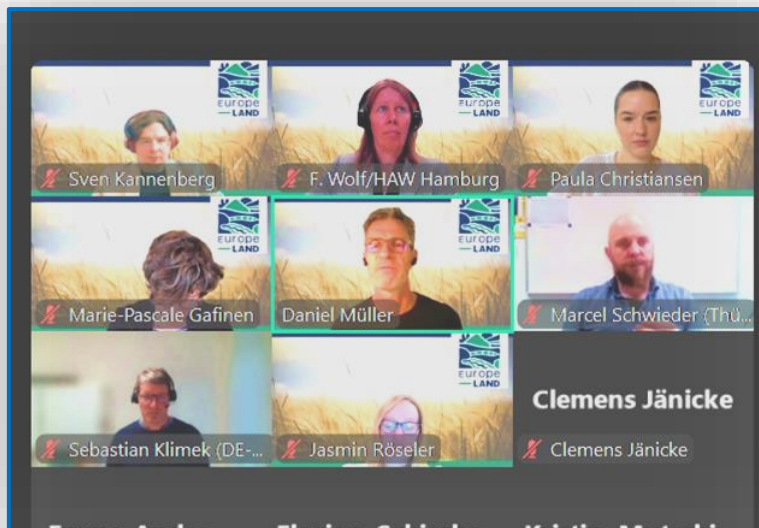 EUROPE
LAND
EUROPE
LAND
EUROPE
LAND
Sven Kannenberg
F. Wolf/HAW Hamburg
Paula Christiansen
EUROPE
LAND
EUROPE
LAND
Marie-Pascale Gafinen
Daniel Müller
Marcel Schwieder (Thü...
EUROPE
LAND
Clemens Jänicke
Sebastian Klimek (DE-...
Jasmin Röseler
Clemens Jänicke